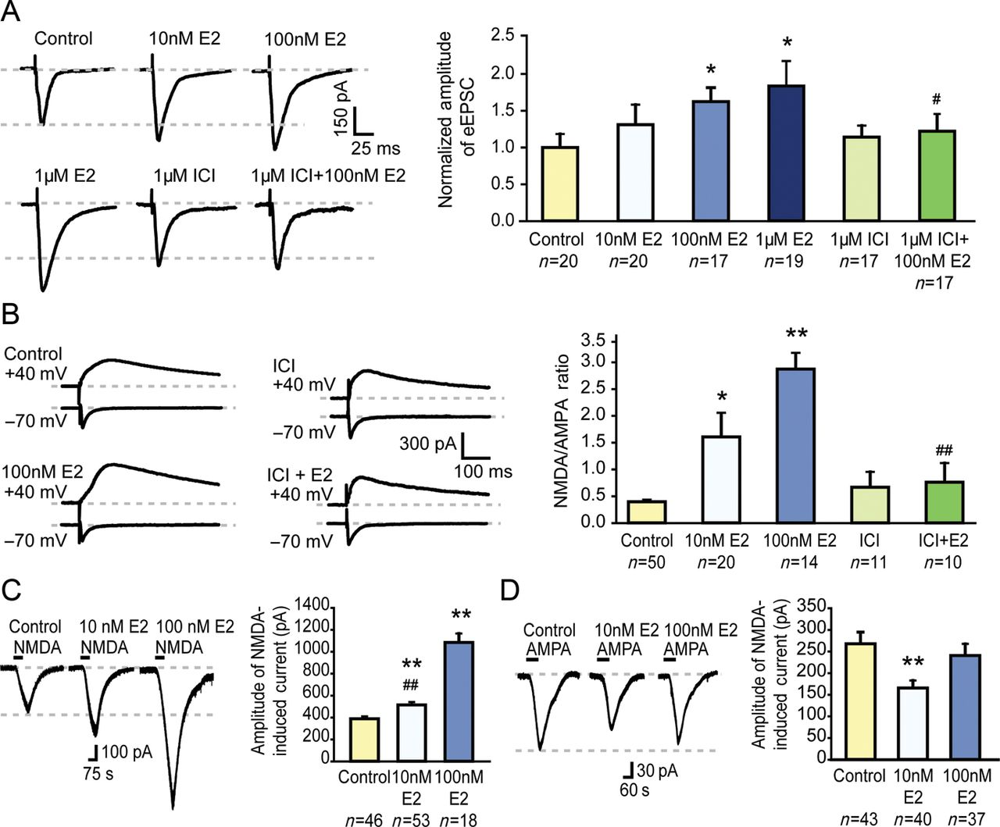 A
Control
10nM E2
100nM E2
150 pA
25 ms
1µM E2
1µM ICI
1µM ICI+100nM E2
Normalized amplitude
of eEPSC
2.5
2.0
1.5
1.0
0.5
0.0
*
*
#
Control
10nM E2
100nM E2
1µM E2
1µM ICI
1µM ICI+
100nM E2
n=20
n=20
n=17
n=19
n=17
n=17
B
Control
+40 mV
–70 mV
ICI
+40 mV
–70 mV
300 pA
100 ms
100nM E2
+40 mV
–70 mV
ICI + E2
+40 mV
–70 mV
NMDA/AMPA ratio
3.5
3.0
2.5
2.0
1.5
1.0
0.5
0.0
*
**
##
Control
10nM E2
100nM E2
ICI
ICI+E2
n=50
n=20
n=14
n=11
n=10
C
Control
NMDA
10 nM E2
NMDA
100 nM E2
NMDA
100 pA
75 s
Amplitude of NMDA-
induced current (pA)
1400
1200
1000
800
600
400
200
0
**
##
**
Control
10nM
E2
100nM
E2
n=46
n=53
n=18
D
Control
AMPA
10nM E2
AMPA
100nM E2
AMPA
30 pA
60 s
Amplitude of NMDA-
induced current (pA)
350
300
250
200
150
100
50
0
**
Control
10nM
E2
100nM
E2
n=43
n=40
n=37